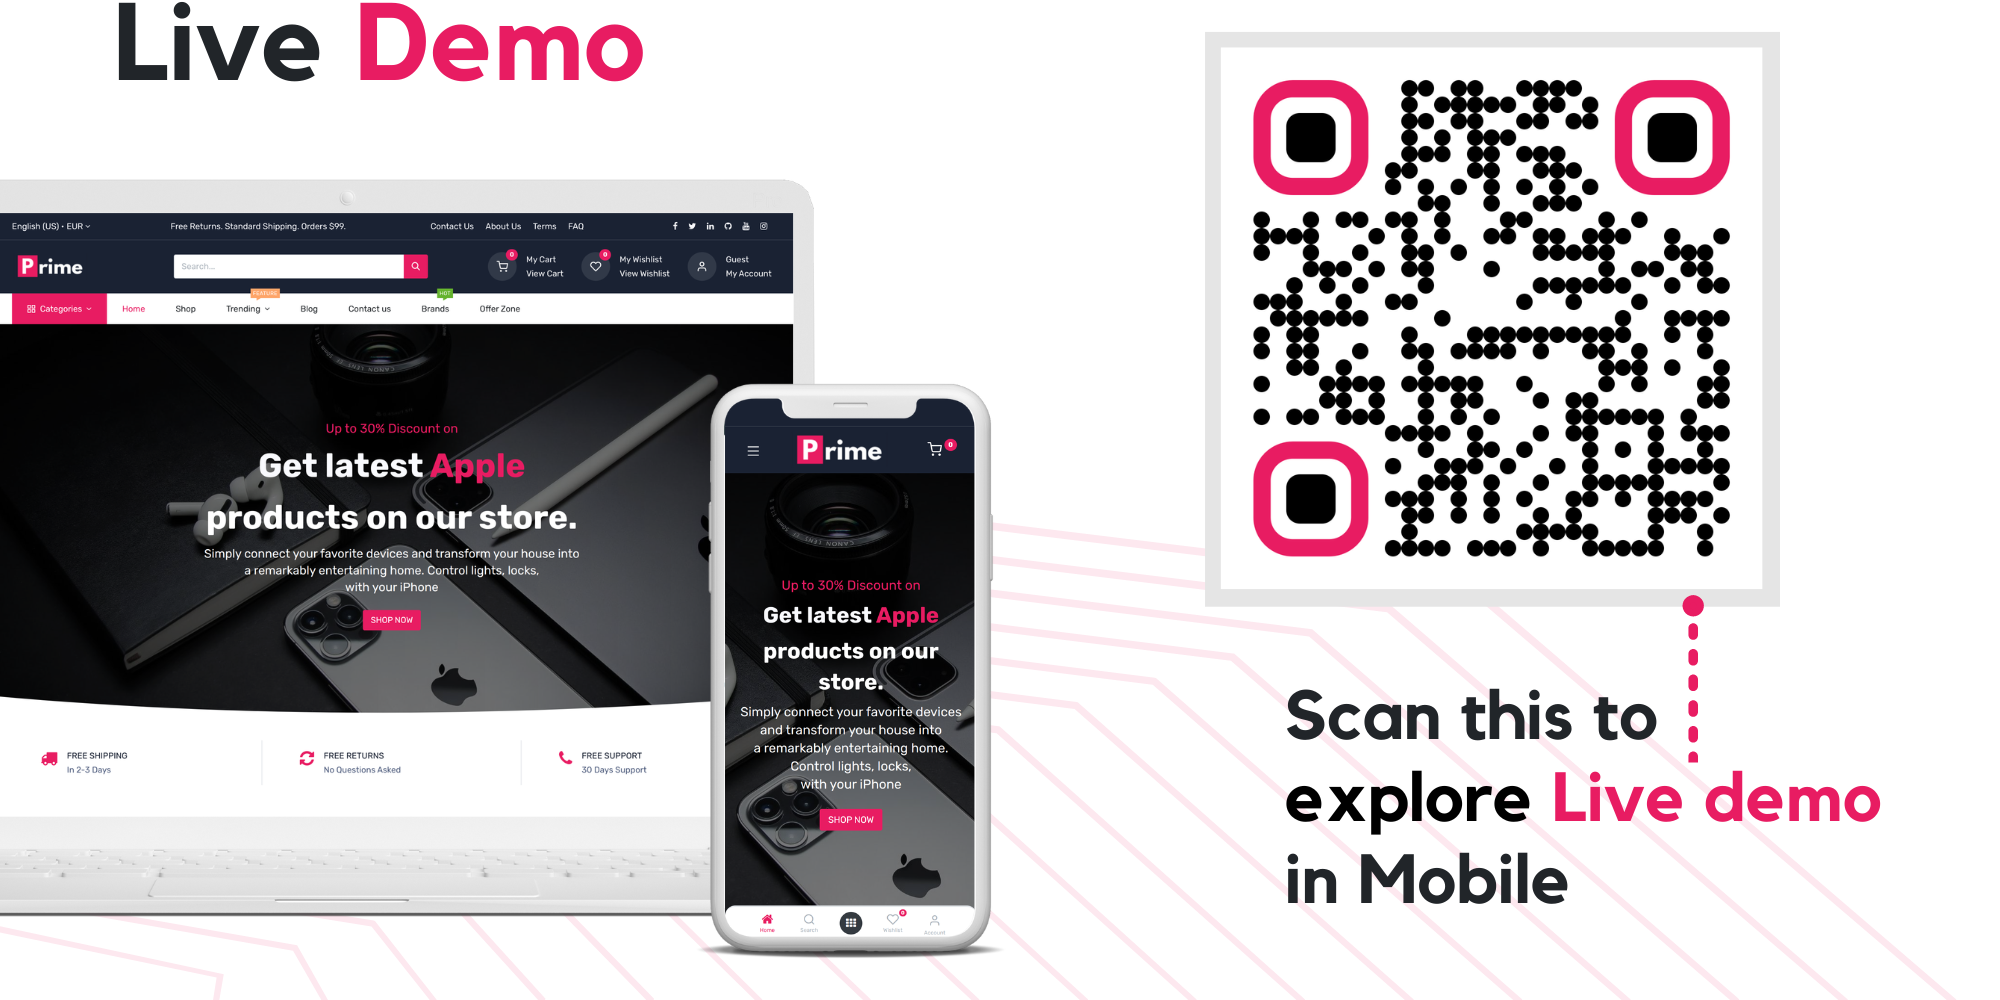 Live Demo
English (US) • EUR
Free Returns. Standard Shipping. Orders $99.
Contact Us About Us Terms FAQ
Prime
Search...
0
My Cart
View Cart
0
My Wishlist
View Wishlist
Guest
My Account
FEATURE
HOT
Categories Home Shop Trending Blog Contact us Brands Offer Zone
Up to 30% Discount on
Get latest Apple
products on our store.
Simply connect your favorite devices and transform your house into
a remarkably entertaining home. Control lights, locks,
with your iPhone
SHOP NOW
FREE SHIPPING
In 2-3 Days
FREE RETURNS
No Questions Asked
FREE SUPPORT
30 Days Support
Prime
0
Up to 30% Discount on
Get latest Apple
products on our
store.
Simply connect your favorite devices
and transform your house into
a remarkably entertaining home.
Control lights, locks,
with your iPhone
SHOP NOW
0
Home Search Wishlist Account
Scan this to
explore Live demo
in Mobile